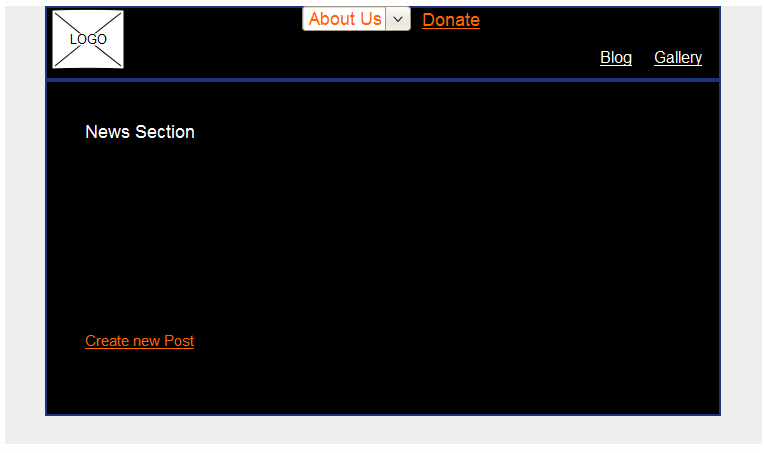 LOGO
About Us
Donate
Blog
Gallery
News Section
Create new Post